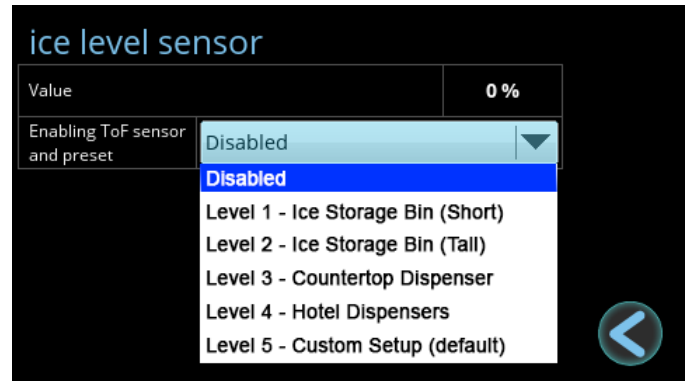 ice level sensor
Value
0 %
Enabling ToF sensor
and preset
Disabled
Disabled
Level 1 - Ice Storage Bin (Short)
Level 2 - Ice Storage Bin (Tall)
Level 3 - Countertop Dispenser
Level 4 - Hotel Dispensers
Level 5 - Custom Setup (default)